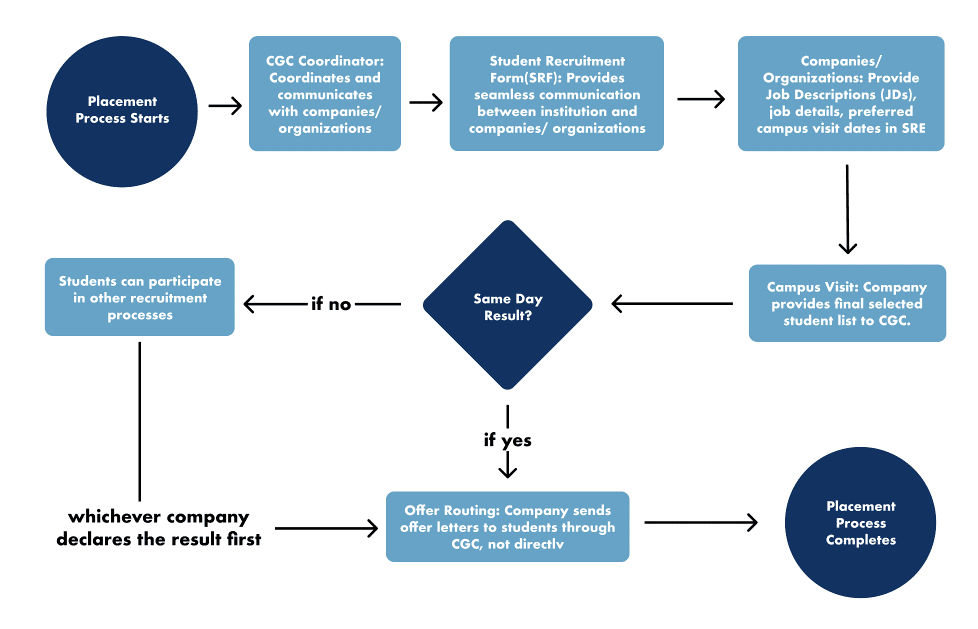 Placement
Process Starts
CGC Coordinator:
Coordinates and
communicates
with companies/
organizations
Student Recruitment
Form(SRF): Provides
seamless communication
between institution and
companies/ organizations
Companies/
Organizations: Provide
Job Descriptions (JDs),
job details, preferred
campus visit dates in SRE
Campus Visit: Company
provides final selected
student list to CGC.
Same Day
Result?
if no
Students can participate
in other recruitment
processes
if yes
whichever company
declares the result first
Offer Routing: Company sends
offer letters to students through
CGC, not directlv
Placement
Process
Completes